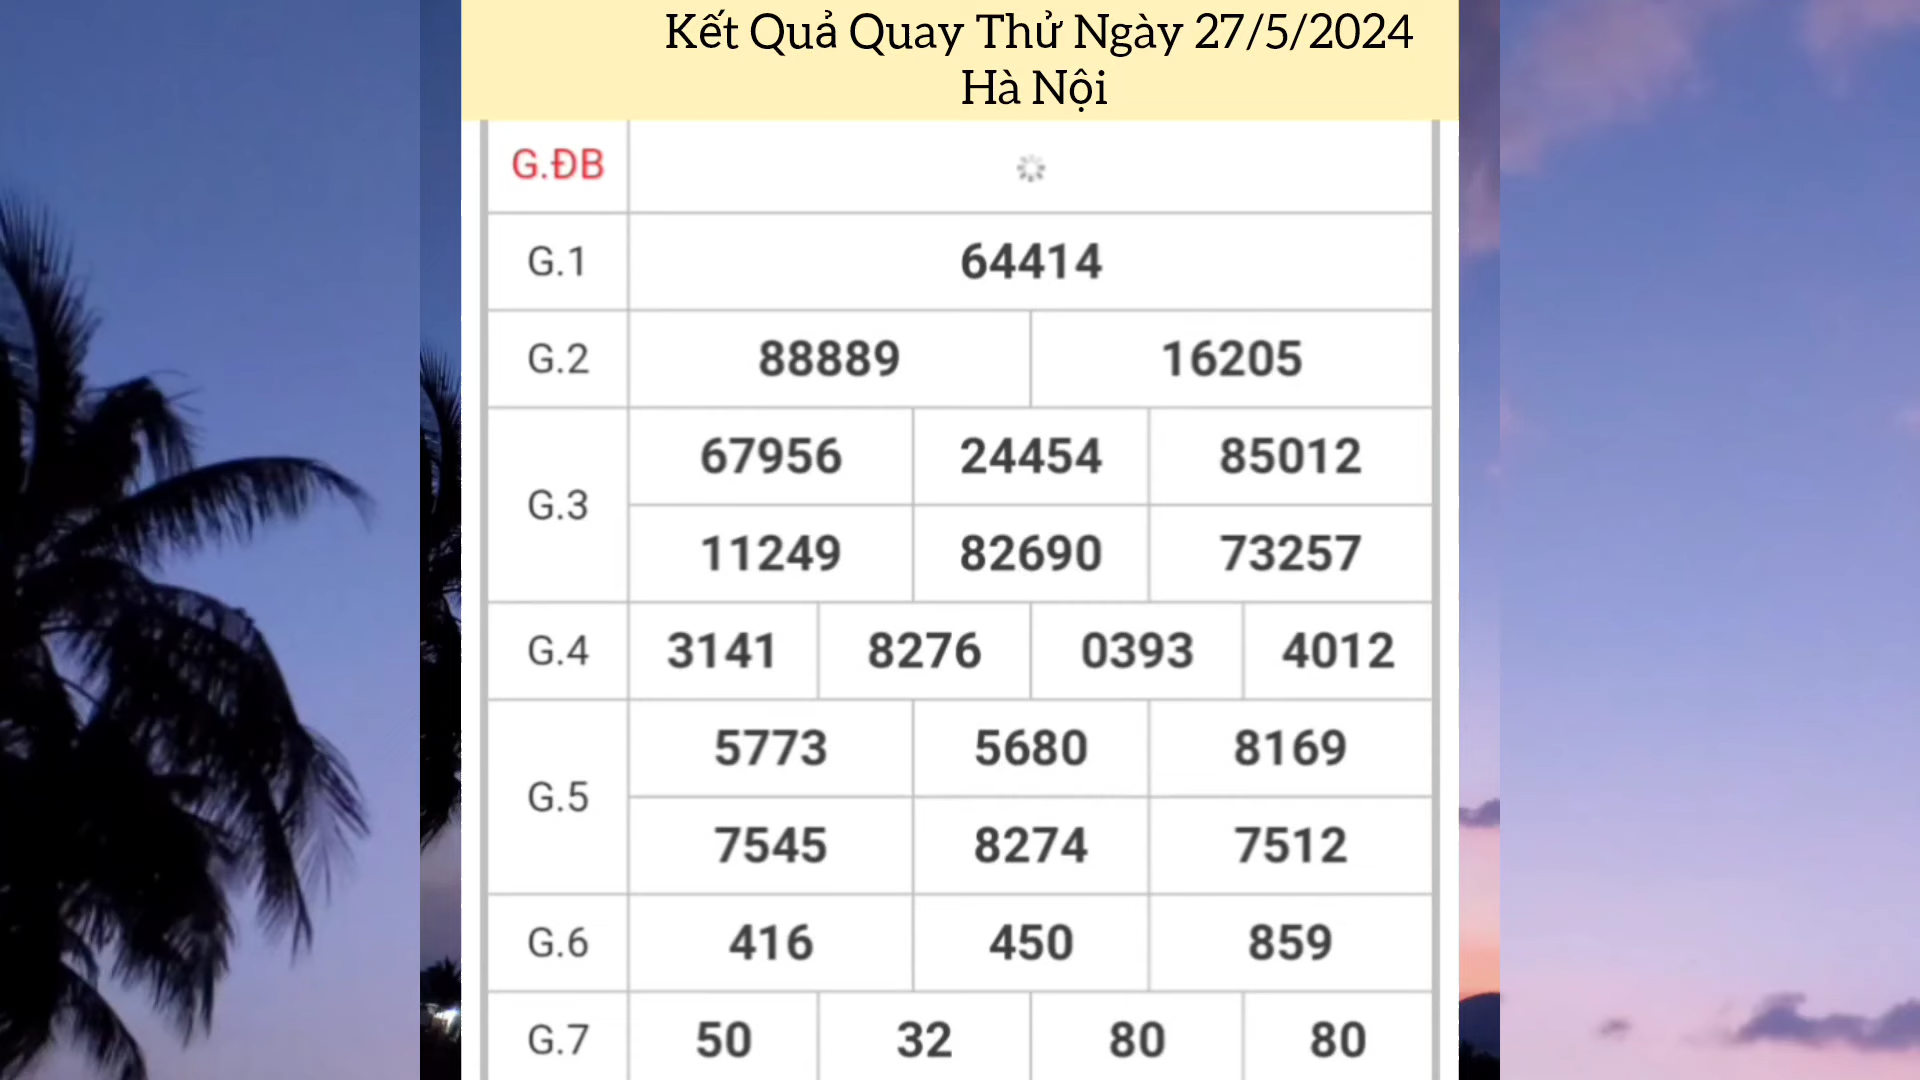 Kết Quả Quay Thử Ngày 27/5/2024
Hà Nội
G.ĐB
G.1 64414
G.2 88889 16205
G.3 67956 24454 85012
11249 82690 73257
G.4 3141 8276 0393 4012
G.5 5773 5680 8169
7545 8274 7512
G.6 416 450 859
G.7 50 32 80 80